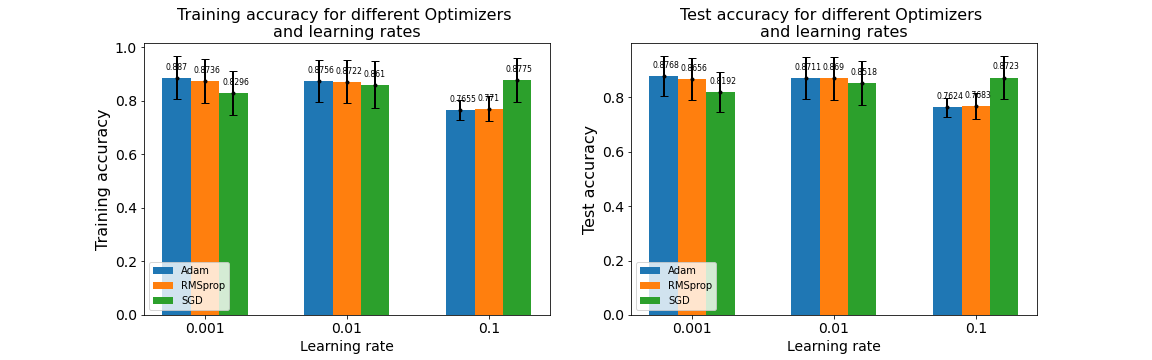 Training accuracy for different Optimizers
and learning rates
Training accuracy
1.0
0.8
0.6
0.4
0.2
0.0
0.887
0.8736
0.8296
0.8756
0.8722
0.861
0.7655
0.771
0.8775
Adam
RMSprop
SGD
0.001
0.01
0.1
Learning rate
Test accuracy for different Optimizers
and learning rates
Test accuracy
0.8
0.6
0.4
0.2
0.0
0.8768
0.8656
0.8192
0.8711
0.869
0.8518
0.7624
0.7683
0.8723
Adam
RMSprop
SGD
0.001
0.01
0.1
Learning rate